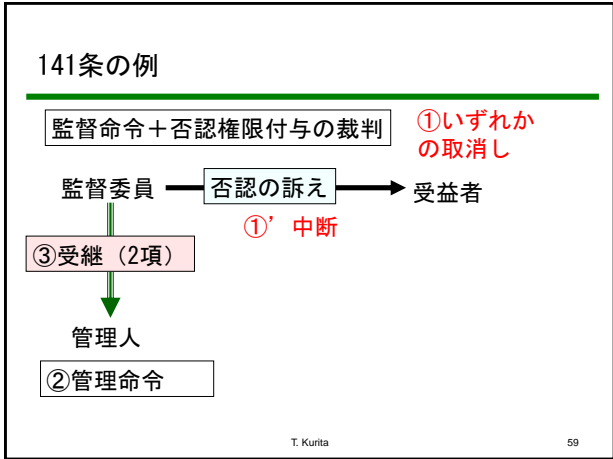 141条の例
監督命令＋否認権限付与の裁判
①いずれか
の取消し
監督委員
否認の訴え
受益者
①’中断
③受継（2項）
管理人
②管理命令
T. Kurita
59